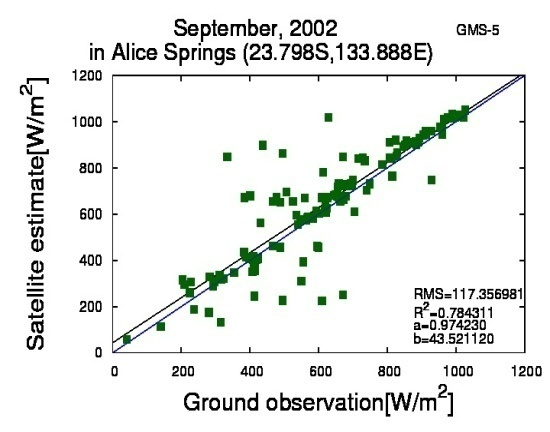 September, 2002
GMS-5
in Alice Springs (23.798S,133.888E)
Satellite estimate[W/m²]
1200
1000
800
600
400
200
0
RMS=117.356981
R²=0.784311
a=0.974230
b=43.521120
0 200 400 600 800 1000 1200
Ground observation[W/m²]